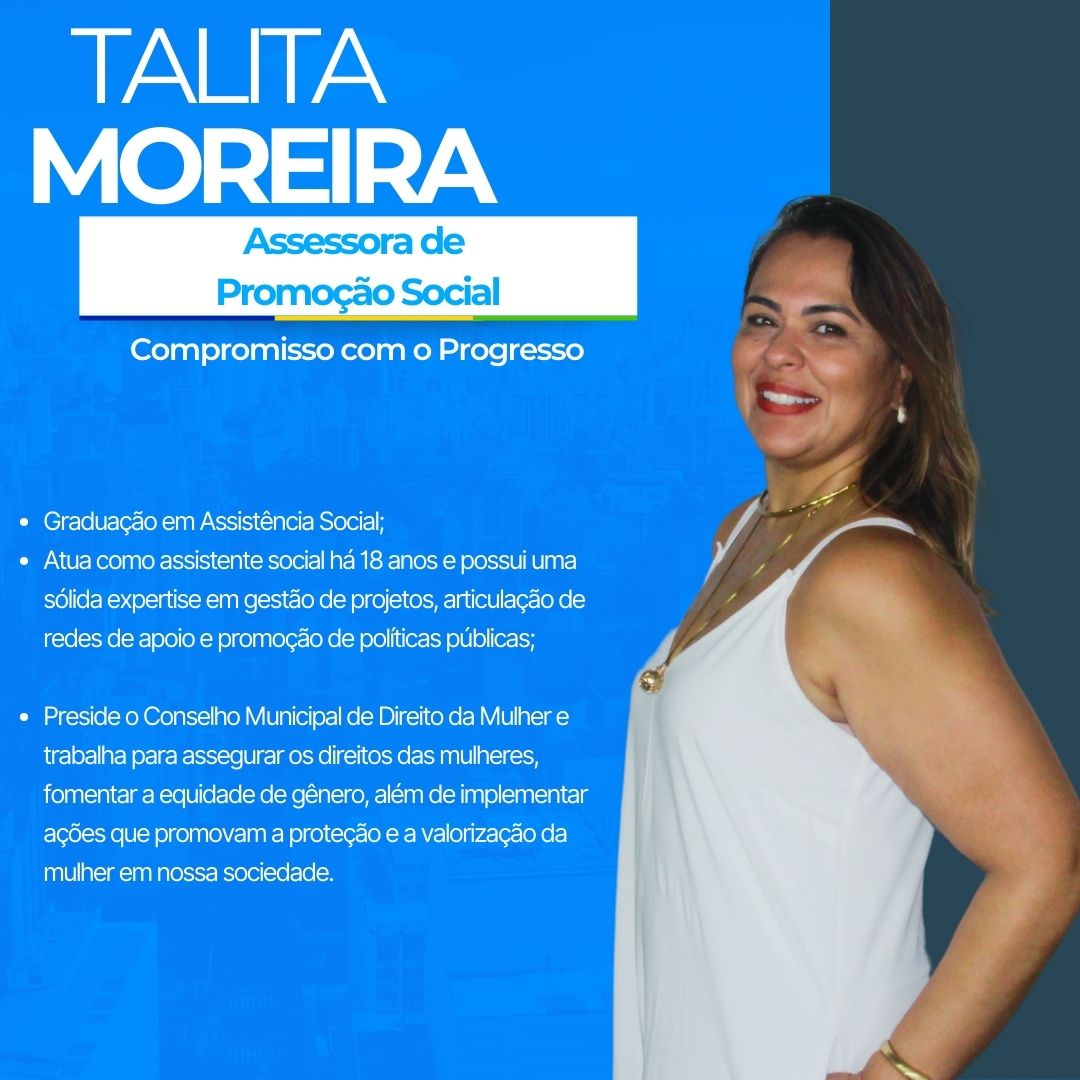 TALITA
MOREIRA
Assessora de
Promoção Social
Compromisso com o Progresso
• Graduação em Assistência Social;
• Atua como assistente social há 18 anos e possui uma
sólida expertise em gestão de projetos, articulação de
redes de apoio e promoção de políticas públicas;
• Preside o Conselho Municipal de Direito da Mulher e
trabalha para assegurar os direitos das mulheres,
fomentar a equidade de gênero, além de implementar
ações que promovam a proteção e a valorização da
mulher em nossa sociedade.